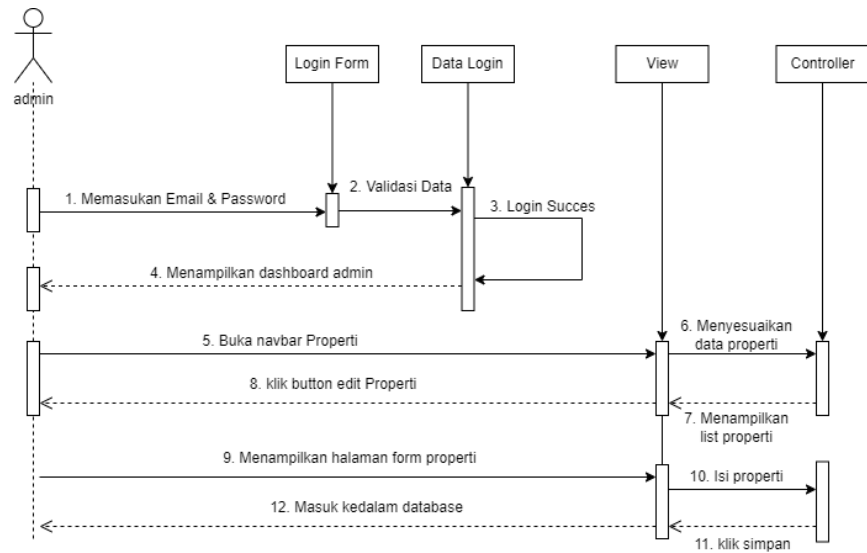 Login Form
Data Login
View
Controller
admin
1. Memasukan Email & Password
2. Validasi Data
3. Login Succes
4. Menampilkan dashboard admin
5. Buka navbar Properti
6. Menyesuaikan
data properti
8. klik button edit Properti
7. Menampilkan
list properti
9. Menampilkan halaman form properti
10. Isi properti
12. Masuk kedalam database
11. klik simpan